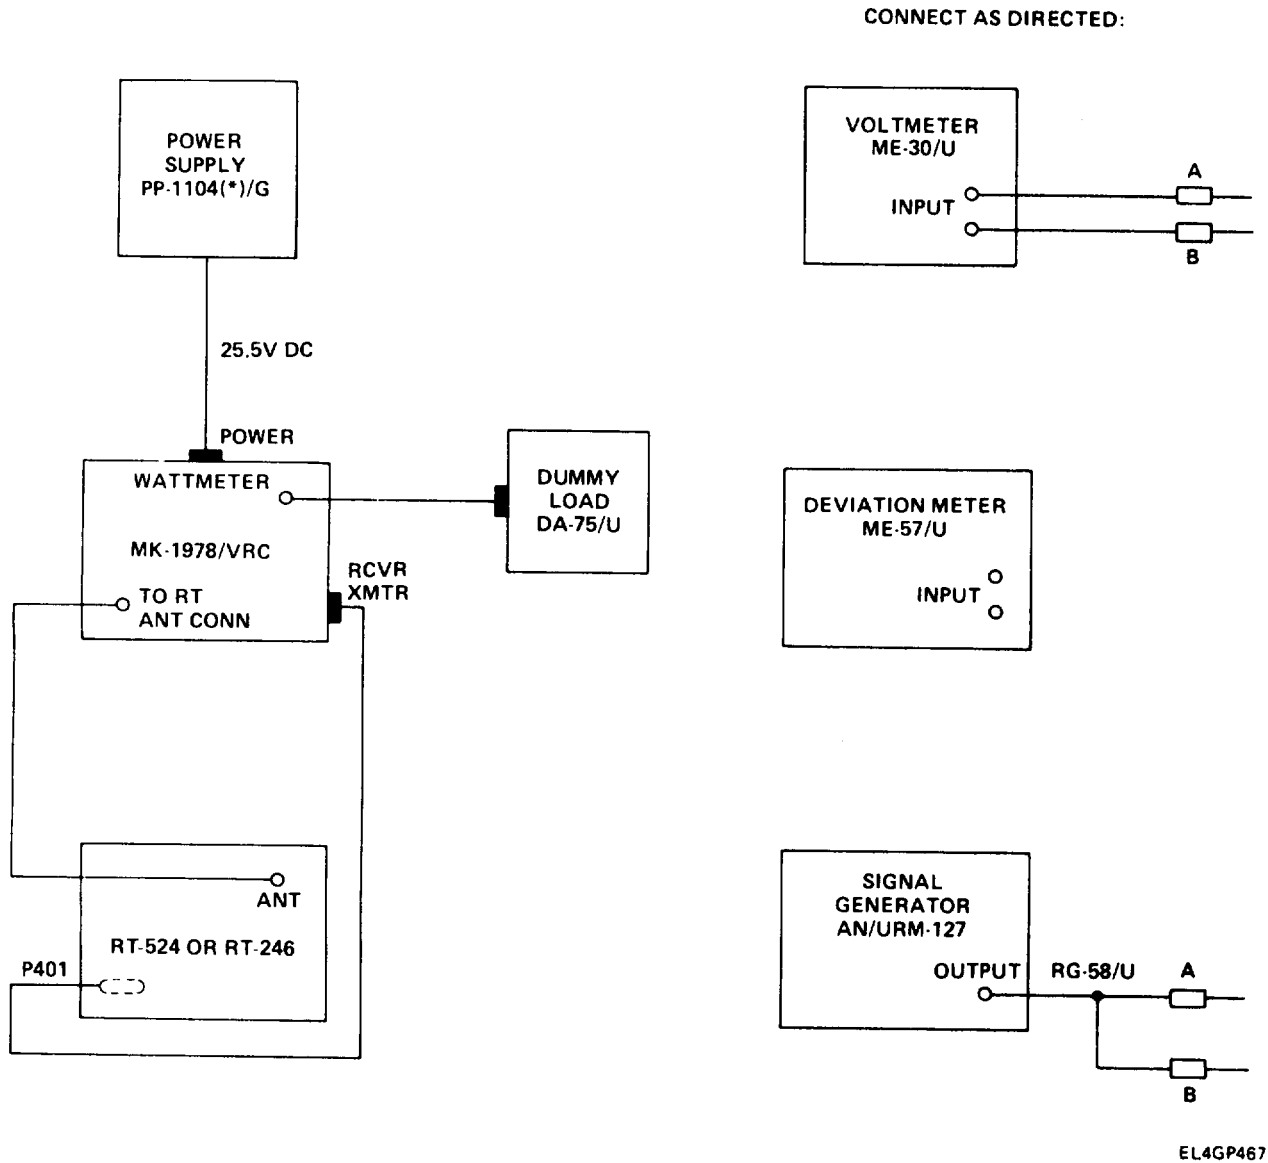 CONNECT AS DIRECTED:
POWER
SUPPLY
PP-1104(*)/G
25.5V DC
POWER
WATTMETER
MK-1978/VRC
TO RT
ANT CONN
RCVR
XMTR
DUMMY
LOAD
DA-75/U
ANT
RT-524 OR RT-246
P401
VOLTMETER
ME-30/U
INPUT
A
B
DEVIATION METER
ME-57/U
INPUT
SIGNAL
GENERATOR
AN/URM-127
OUTPUT
RG-58/U
A
B
EL4GP467